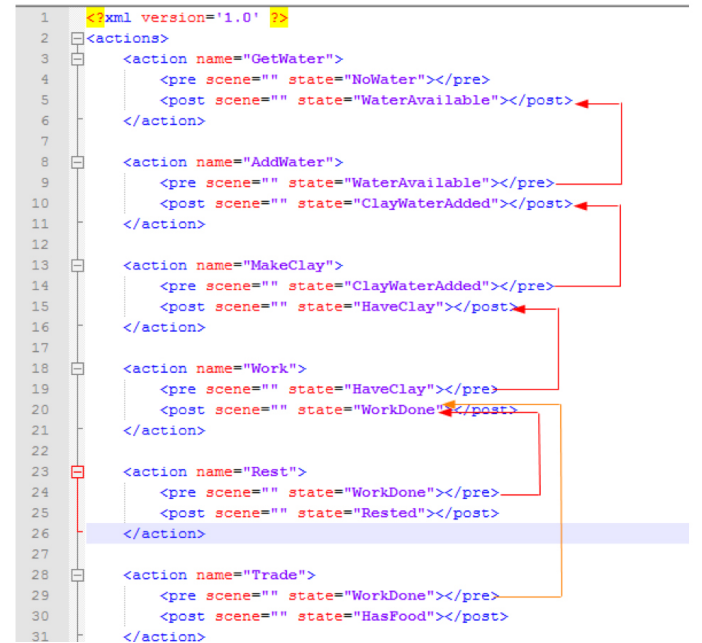 1 <?xml version='1.0' ?>
2 <actions>
3 <action name="GetWater">
4 <pre scene="" state="NoWater"></pre>
5 <post scene="" state="WaterAvailable"></post>
6 </action>
7
8 <action name="AddWater">
9 <pre scene="" state="WaterAvailable"></pre>
10 <post scene="" state="ClayWaterAdded"></post>
11 </action>
12
13 <action name="MakeClay">
14 <pre scene="" state="ClayWaterAdded"></pre>
15 <post scene="" state="HaveClay"></post>
16 </action>
17
18 <action name="Work">
19 <pre scene="" state="HaveClay"></pre>
20 <post scene="" state="WorkDone"></post>
21 </action>
22
23 <action name="Rest">
24 <pre scene="" state="WorkDone"></pre>
25 <post scene="" state="Rested"></post>
26 </action>
27
28 <action name="Trade">
29 <pre scene="" state="WorkDone"></pre>
30 <post scene="" state="HasFood"></post>
31 </action>